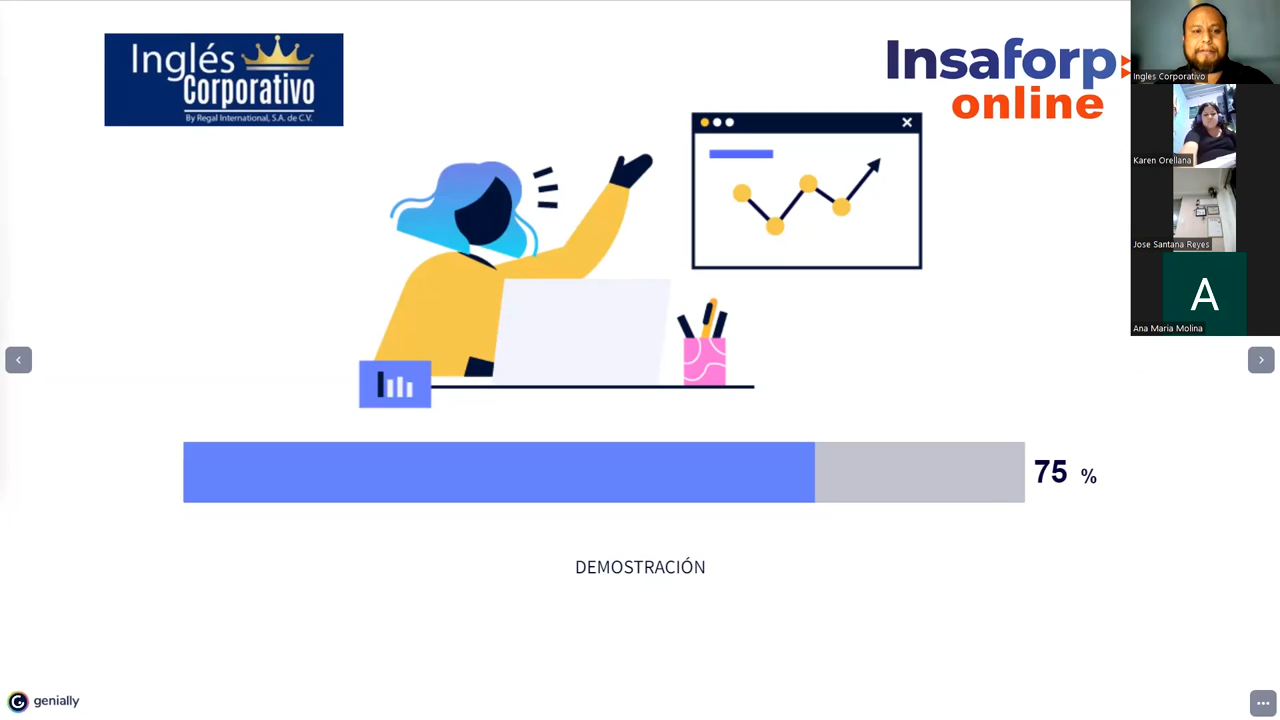 Inglés
Corporativo
By Regal International, S.A. de C.V.
Insaforp
online
Ingles Corporativo
Karen Orellana
Jose Santana Reyes
A
Ana Maria Molina
75 %
DEMOSTRACIÓN
genially